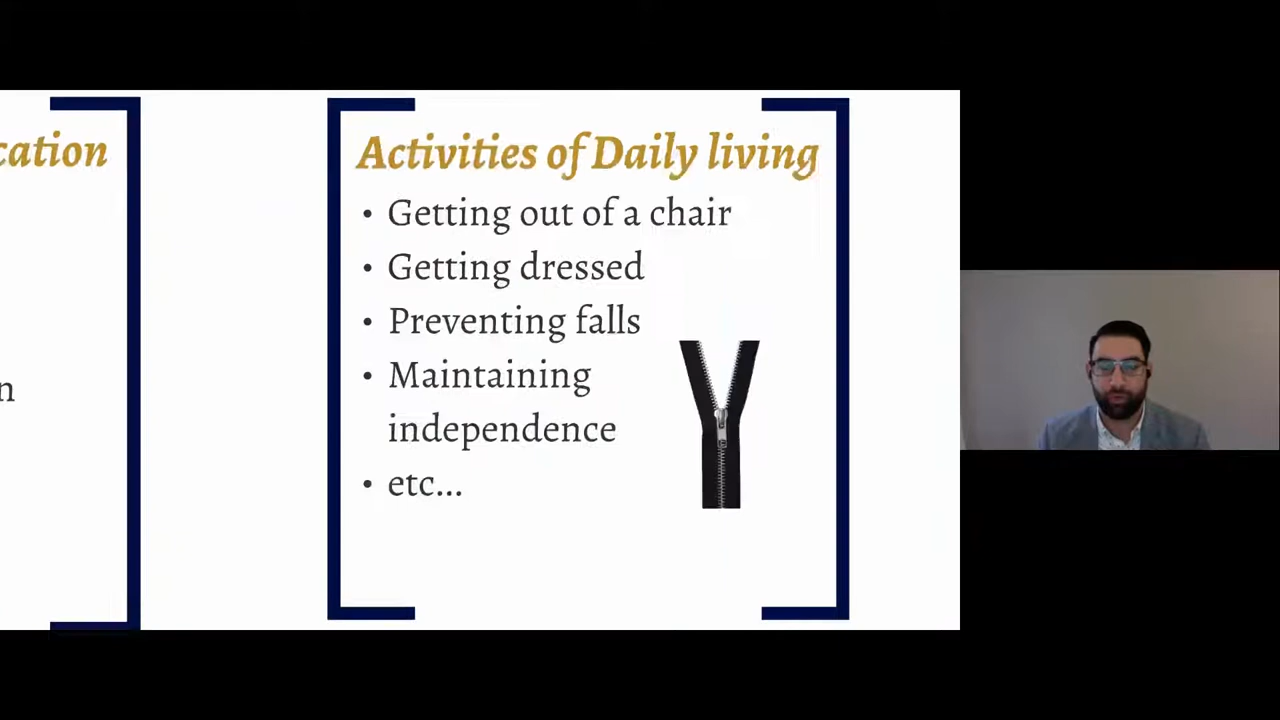 cation
n
Activities of Daily living
• Getting out of a chair
• Getting dressed
• Preventing falls
• Maintaining
independence
• etc...